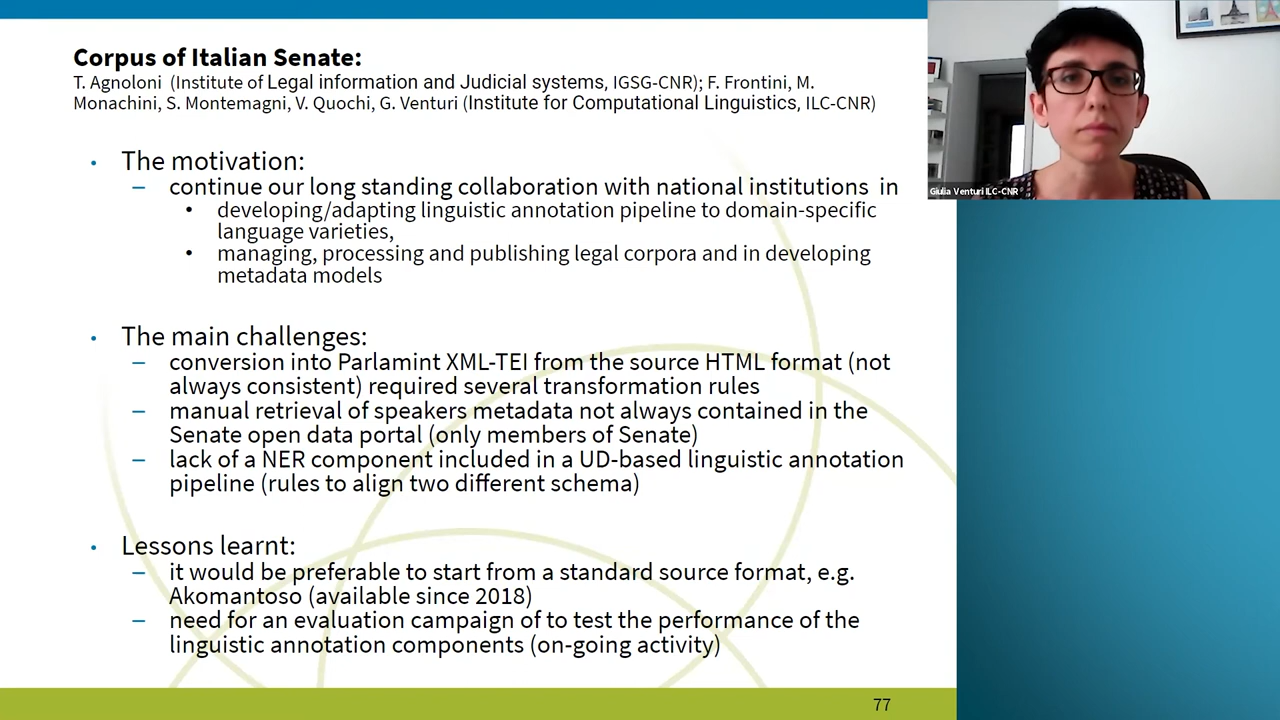 Corpus of Italian Senate:
T. Agnoloni (Institute of Legal information and Judicial systems, IGSG-CNR); F. Frontini, M.
Monachini, S. Montemagni, V. Quochi, G. Venturi (Institute for Computational Linguistics, ILC-CNR)
• The motivation:
– continue our long standing collaboration with national institutions in
• developing/adapting linguistic annotation pipeline to domain-specific
language varieties,
• managing, processing and publishing legal corpora and in developing
metadata models
• The main challenges:
– conversion into Parlamint XML-TEI from the source HTML format (not
always consistent) required several transformation rules
– manual retrieval of speakers metadata not always contained in the
Senate open data portal (only members of Senate)
– lack of a NER component included in a UD-based linguistic annotation
pipeline (rules to align two different schema)
• Lessons learnt:
– it would be preferable to start from a standard source format, e.g.
Akomantoso (available since 2018)
– need for an evaluation campaign of to test the performance of the
linguistic annotation components (on-going activity)
77
Giulia Venturi ILC-CNR